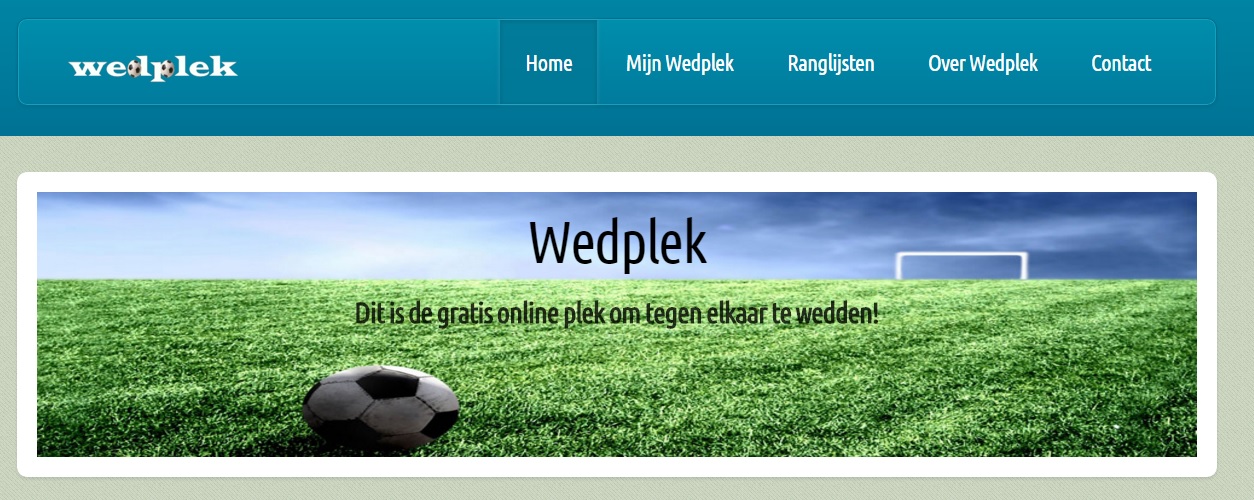 wedplek
Home Mijn Wedplek Ranglijsten Over Wedplek Contact
Wedplek
Dit is de gratis online plek om tegen elkaar te wedden!